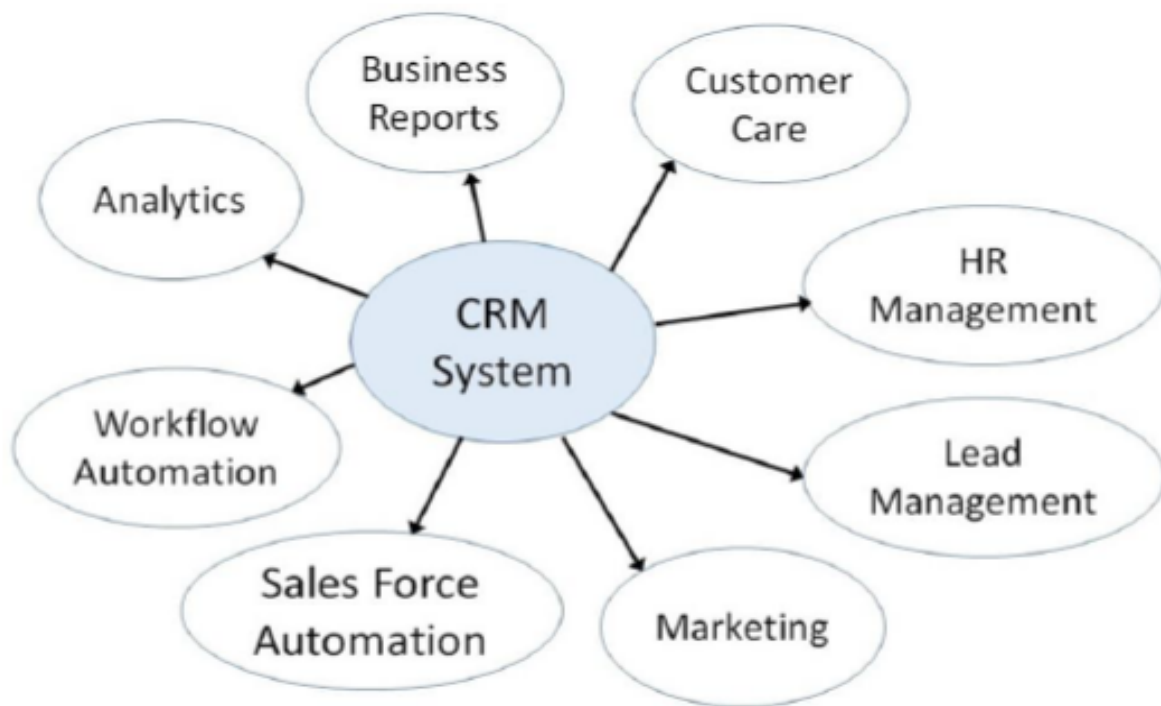 Business
Reports
Customer
Care
Analytics
HR
Management
CRM
System
Workflow
Automation
Lead
Management
Sales Force
Automation
Marketing